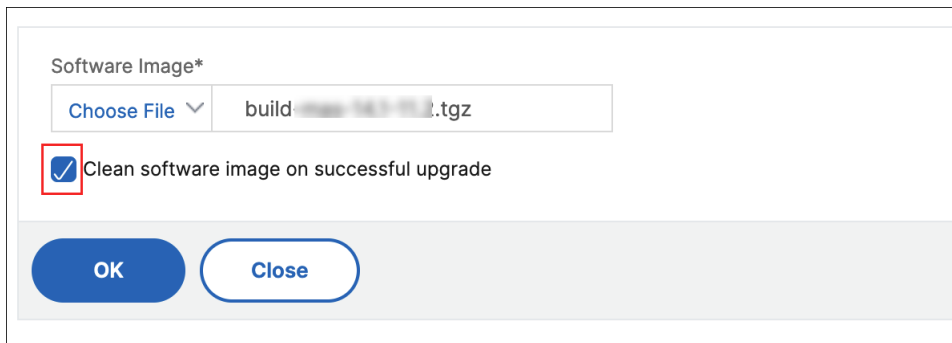 Software Image*
Choose File build .tgz
Clean software image on successful upgrade
OK Close